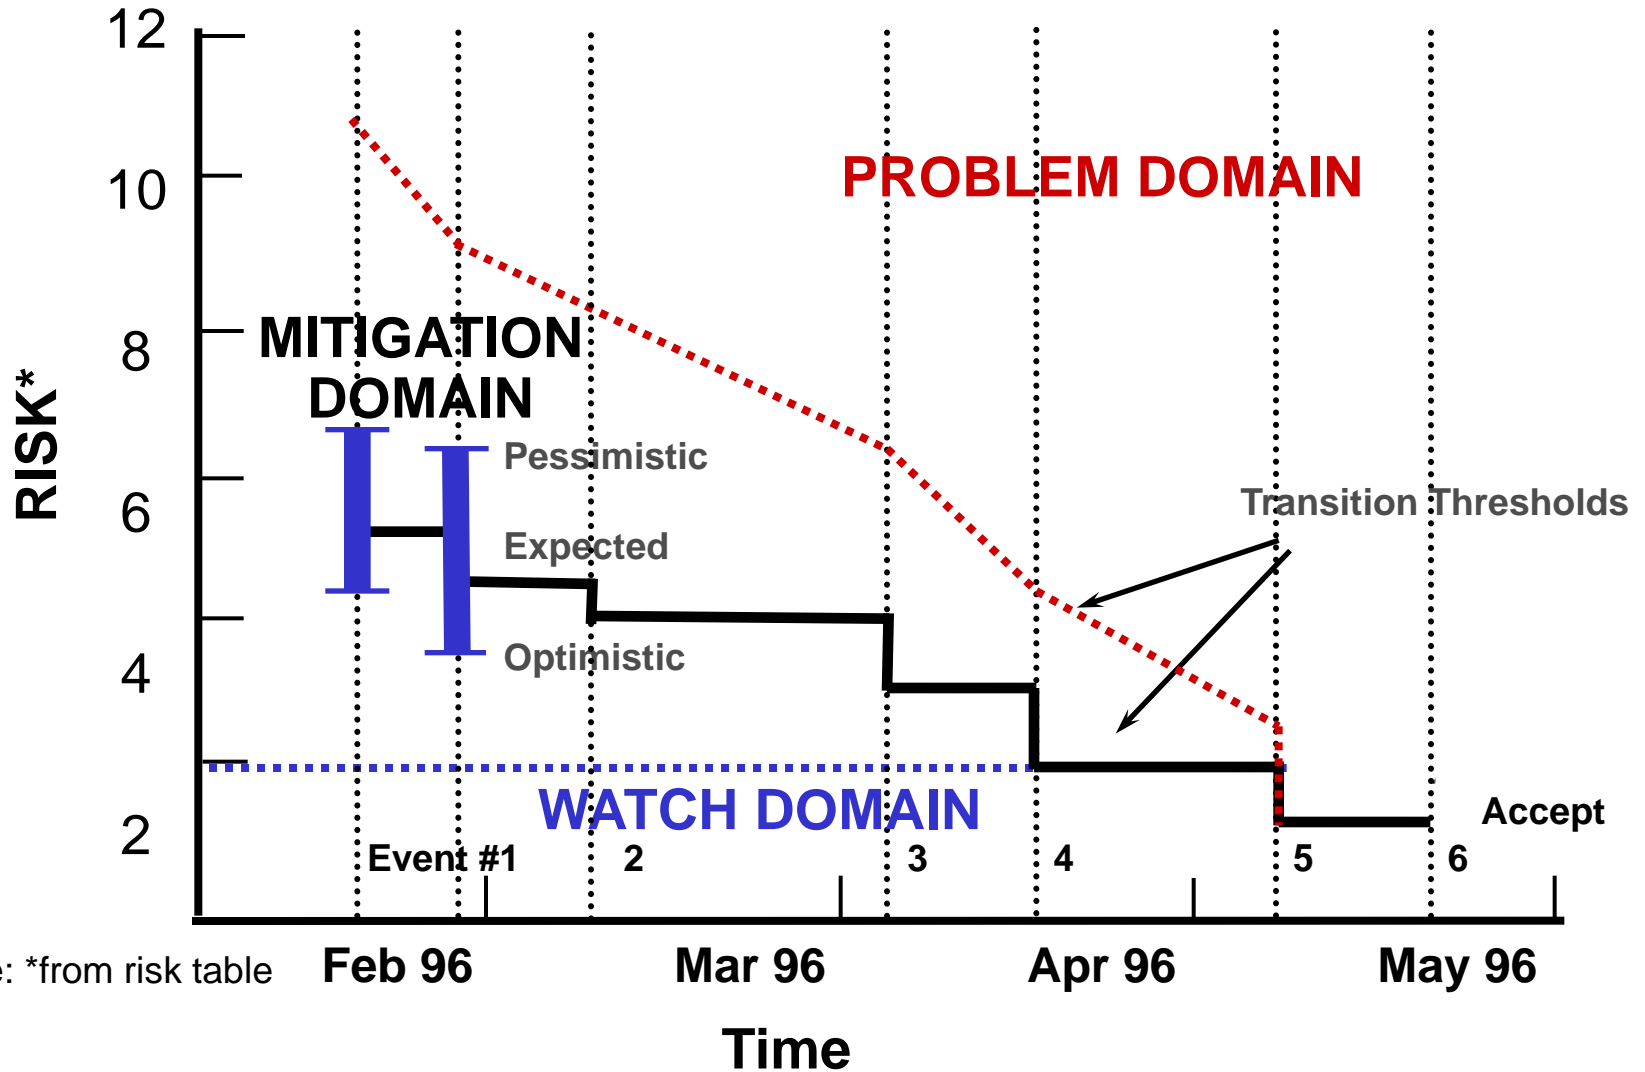 12
10
PROBLEM DOMAIN
MITIGATION
DOMAIN
8
RISK*
Pessimistic
6
Transition Thresholds
Expected
Optimistic
4
WATCH DOMAIN
2
Accept
Event #1 2 3 4 5 6
: *from risk table
Feb 96 Mar 96 Apr 96 May 96
Time